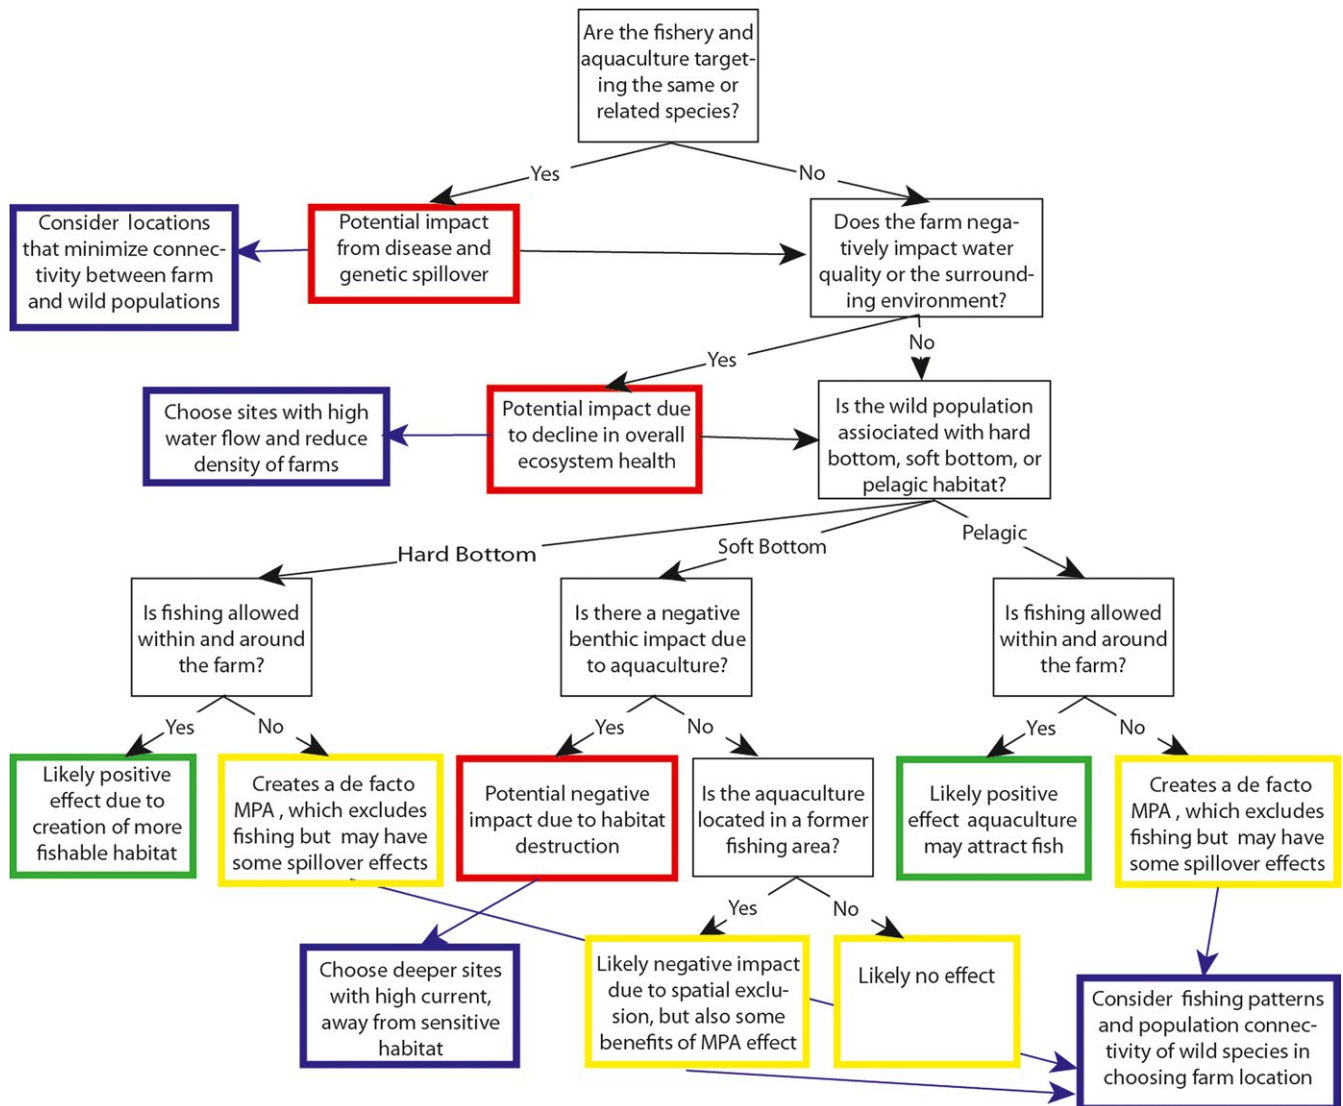 Are the fishery and
aquaculture target-
ing the same or
related species?
Yes
No
Consider locations
that minimize connec-
tivity between farm
and wild populations
Potential impact
from disease and
genetic spillover
Does the farm nega-
tively impact water
quality or the surround-
ing environment?
Yes
No
Choose sites with high
water flow and reduce
density of farms
Potential impact due
to decline in overall
ecosystem health
Is the wild population
assiociated with hard
bottom, soft bottom, or
pelagic habitat?
Hard Bottom
Soft Bottom
Pelagic
Is fishing allowed
within and around
the farm?
Is there a negative
benthic impact due
to aquaculture?
Is fishing allowed
within and around
the farm?
Yes
No
Yes
No
Yes
No
Likely positive
effect due to
creation of more
fishable habitat
Creates a de facto
MPA , which excludes
fishing but may have
some spillover effects
Potential negative
impact due to habitat
destruction
Is the aquaculture
located in a former
fishing area?
Likely positive
effect aquaculture
may attract fish
Creates a de facto
MPA , which excludes
fishing but may have
some spillover effects
Yes
No
Choose deeper sites
with high current,
away from sensitive
habitat
Likely negative impact
due to spatial exclu-
sion, but also some
benefits of MPA effect
Likely no effect
Consider fishing patterns
and population connec-
tivity of wild species in
choosing farm location